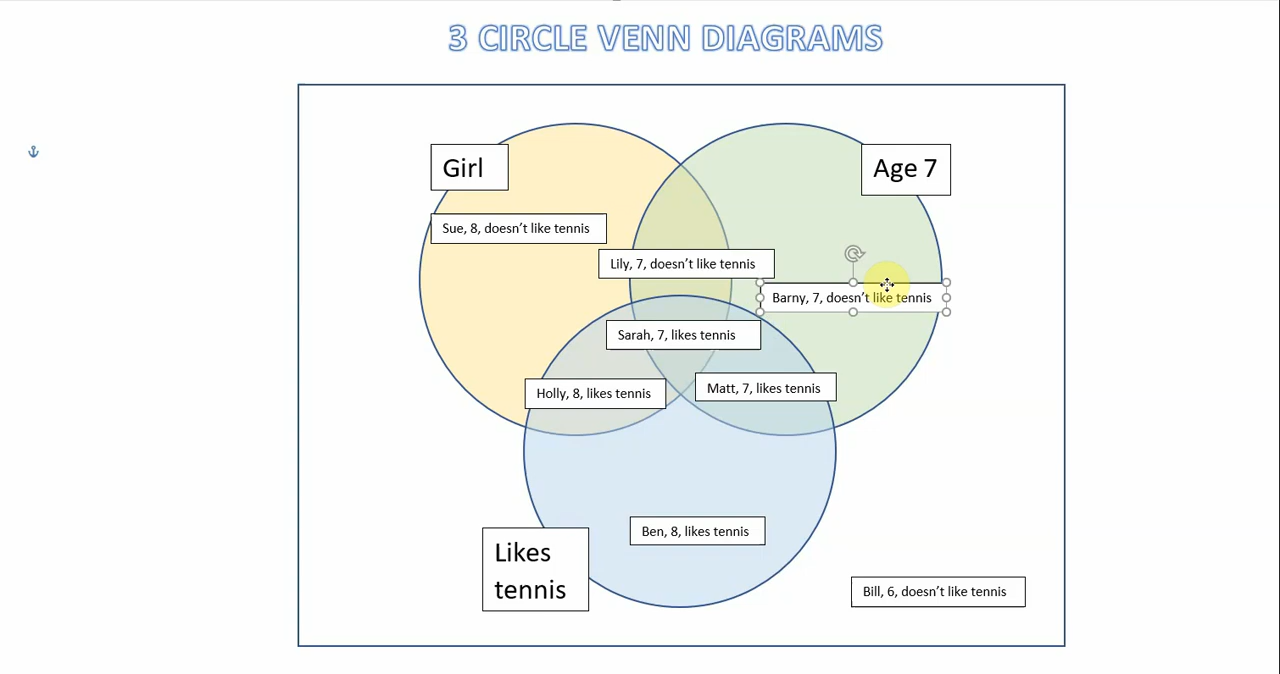 3 CIRCLE VENN DIAGRAMS
Girl
Age 7
Sue, 8, doesn’t like tennis
Lily, 7, doesn’t like tennis
Barny, 7, doesn’t like tennis
Sarah, 7, likes tennis
Holly, 8, likes tennis
Matt, 7, likes tennis
Ben, 8, likes tennis
Likes
tennis
Bill, 6, doesn’t like tennis